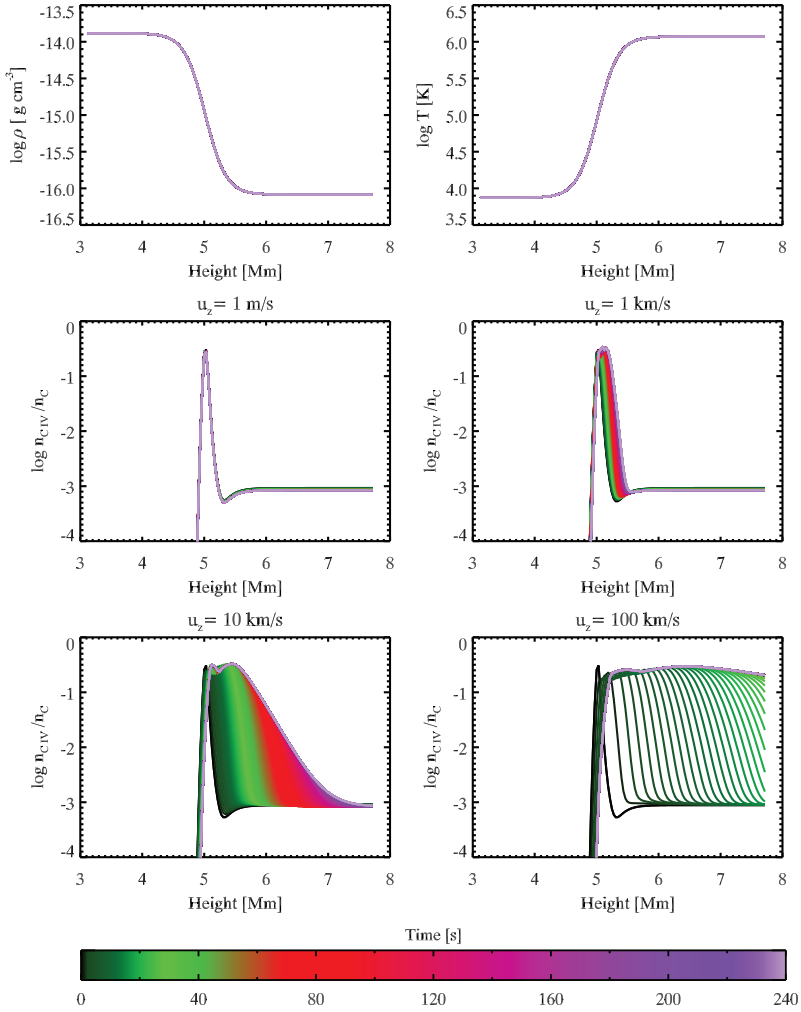 -13.5
-14.0
-14.5
-15.0
-15.5
-16.0
-16.5
log ρ [ g cm⁻³]
3 4 5 6 7 8
Height [Mm]
6.0
5.5
5.0
4.5
4.0
3.5
log T [K]
3 4 5 6 7 8
Height [Mm]
u_z= 1 m/s
0
-1
-2
-3
-4
log n_CIV/n_C
3 4 5 6 7 8
Height [Mm]
u_z= 1 km/s
0
-1
-2
-3
-4
log n_CIV/n_C
3 4 5 6 7 8
Height [Mm]
u_z= 10 km/s
0
-1
-2
-3
-4
log n_CIV/n_C
3 4 5 6 7 8
Height [Mm]
u_z= 100 km/s
0
-1
-2
-3
-4
log n_CIV/n_C
3 4 5 6 7 8
Height [Mm]
Time [s]
0 40 80 120 160 200 240